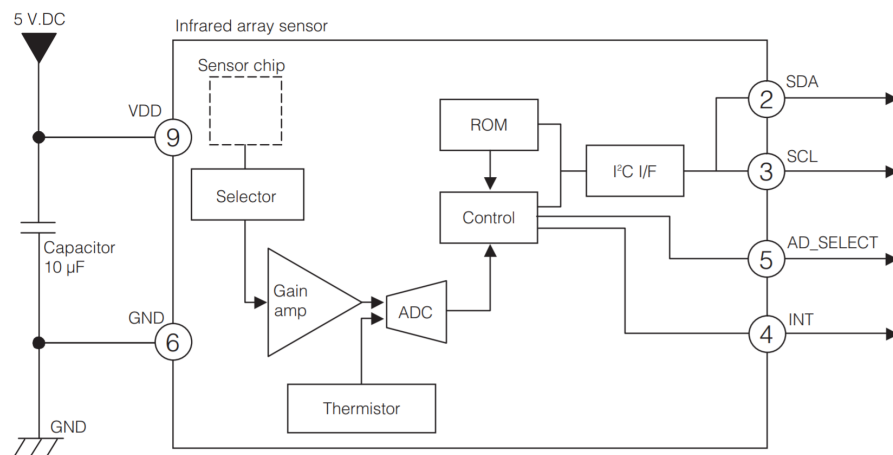 5 V.DC
Infrared array sensor
Sensor chip
VDD
9
Selector
Capacitor
10 µF
Gain
amp
ADC
Thermistor
GND
6
GND
ROM
Control
I²C I/F
2
SDA
3
SCL
AD_SELECT
5
INT
4